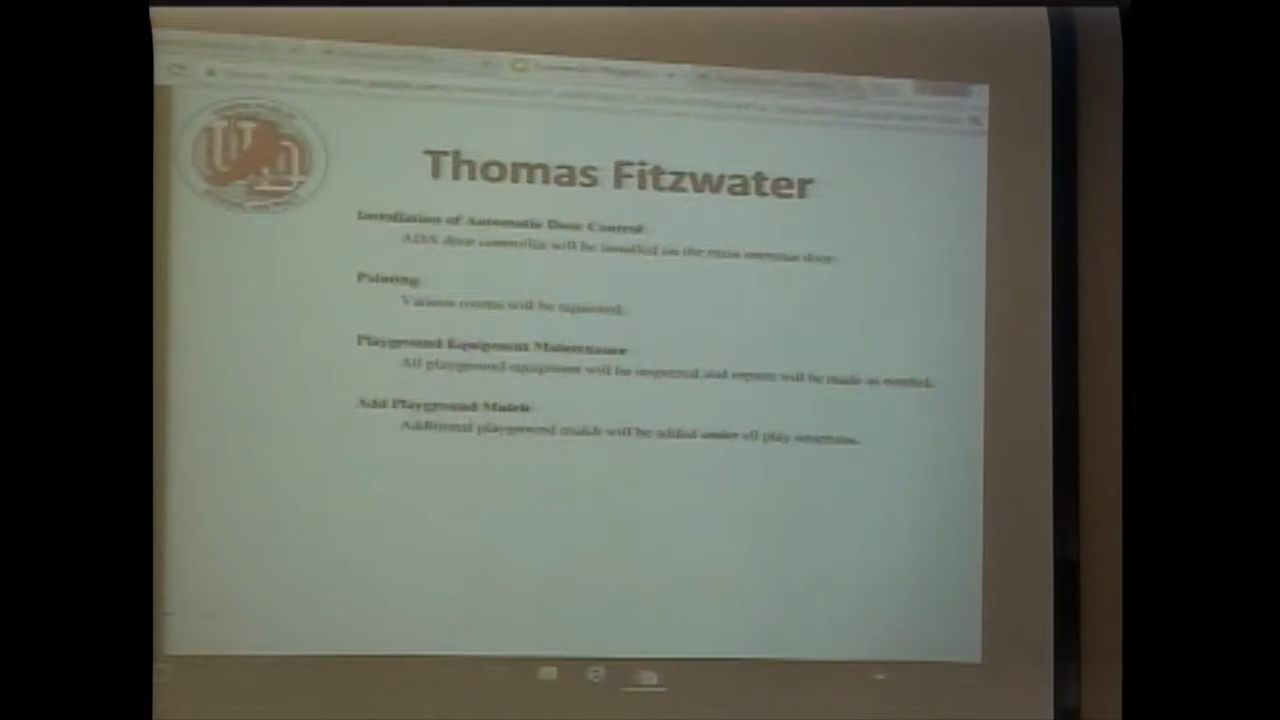 Thomas Fitzwater
Installation of Automatic Door Control
ADA door controller will be installed on the main entrance door.
Painting
Various rooms will be repainted.
Playground Equipment Maintenance
All playground equipment will be inspected and repairs will be made as needed.
Add Playground Mulch
Additional playground mulch will be added under all play structures.